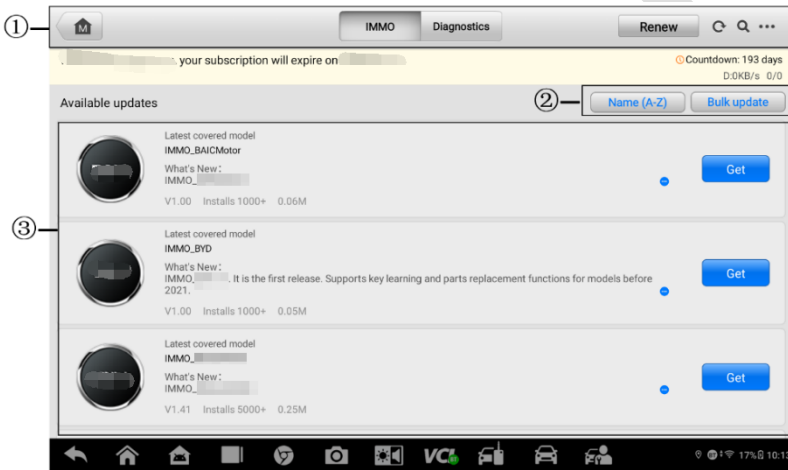 ①
M
IMMO
Diagnostics
Renew
your subscription will expire on
Countdown: 193 days
D:0KB/s 0/0
Available updates
②
Name (A-Z)
Bulk update
③
Latest covered model
IMMO_BAICMotor
What's New:
IMMO_
V1.00 Installs 1000+ 0.06M
Get
Latest covered model
IMMO_BYD
What's New:
IMMO_ . It is the first release. Supports key learning and parts replacement functions for models before
2021.
V1.00 Installs 1000+ 0.05M
Get
Latest covered model
IMMO_
What's New:
IMMO_
V1.41 Installs 5000+ 0.25M
Get
VCI
17% 10:13